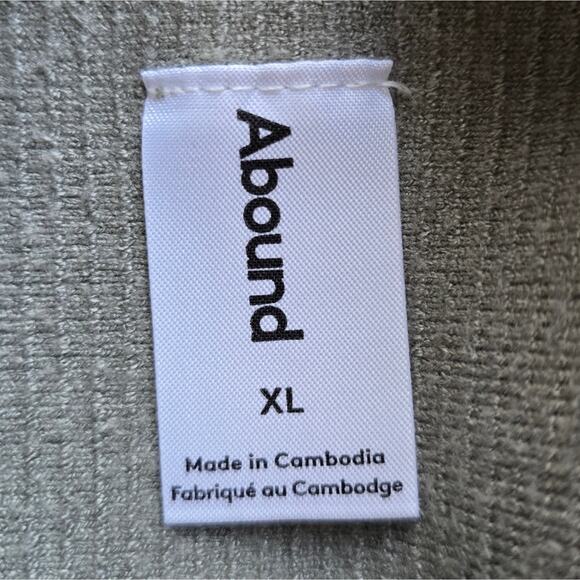 Abound
XL
Made in Cambodia
Fabriqué au Cambodge